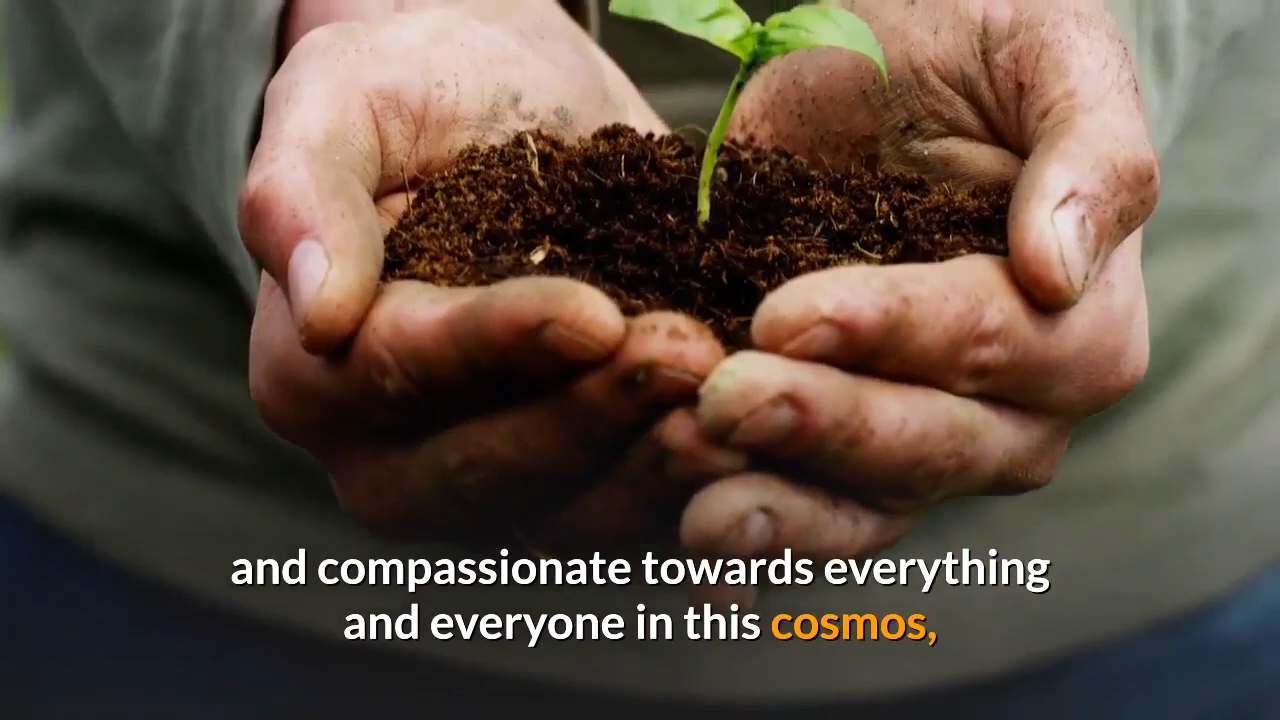 and compassionate towards everything
and everyone in this cosmos,